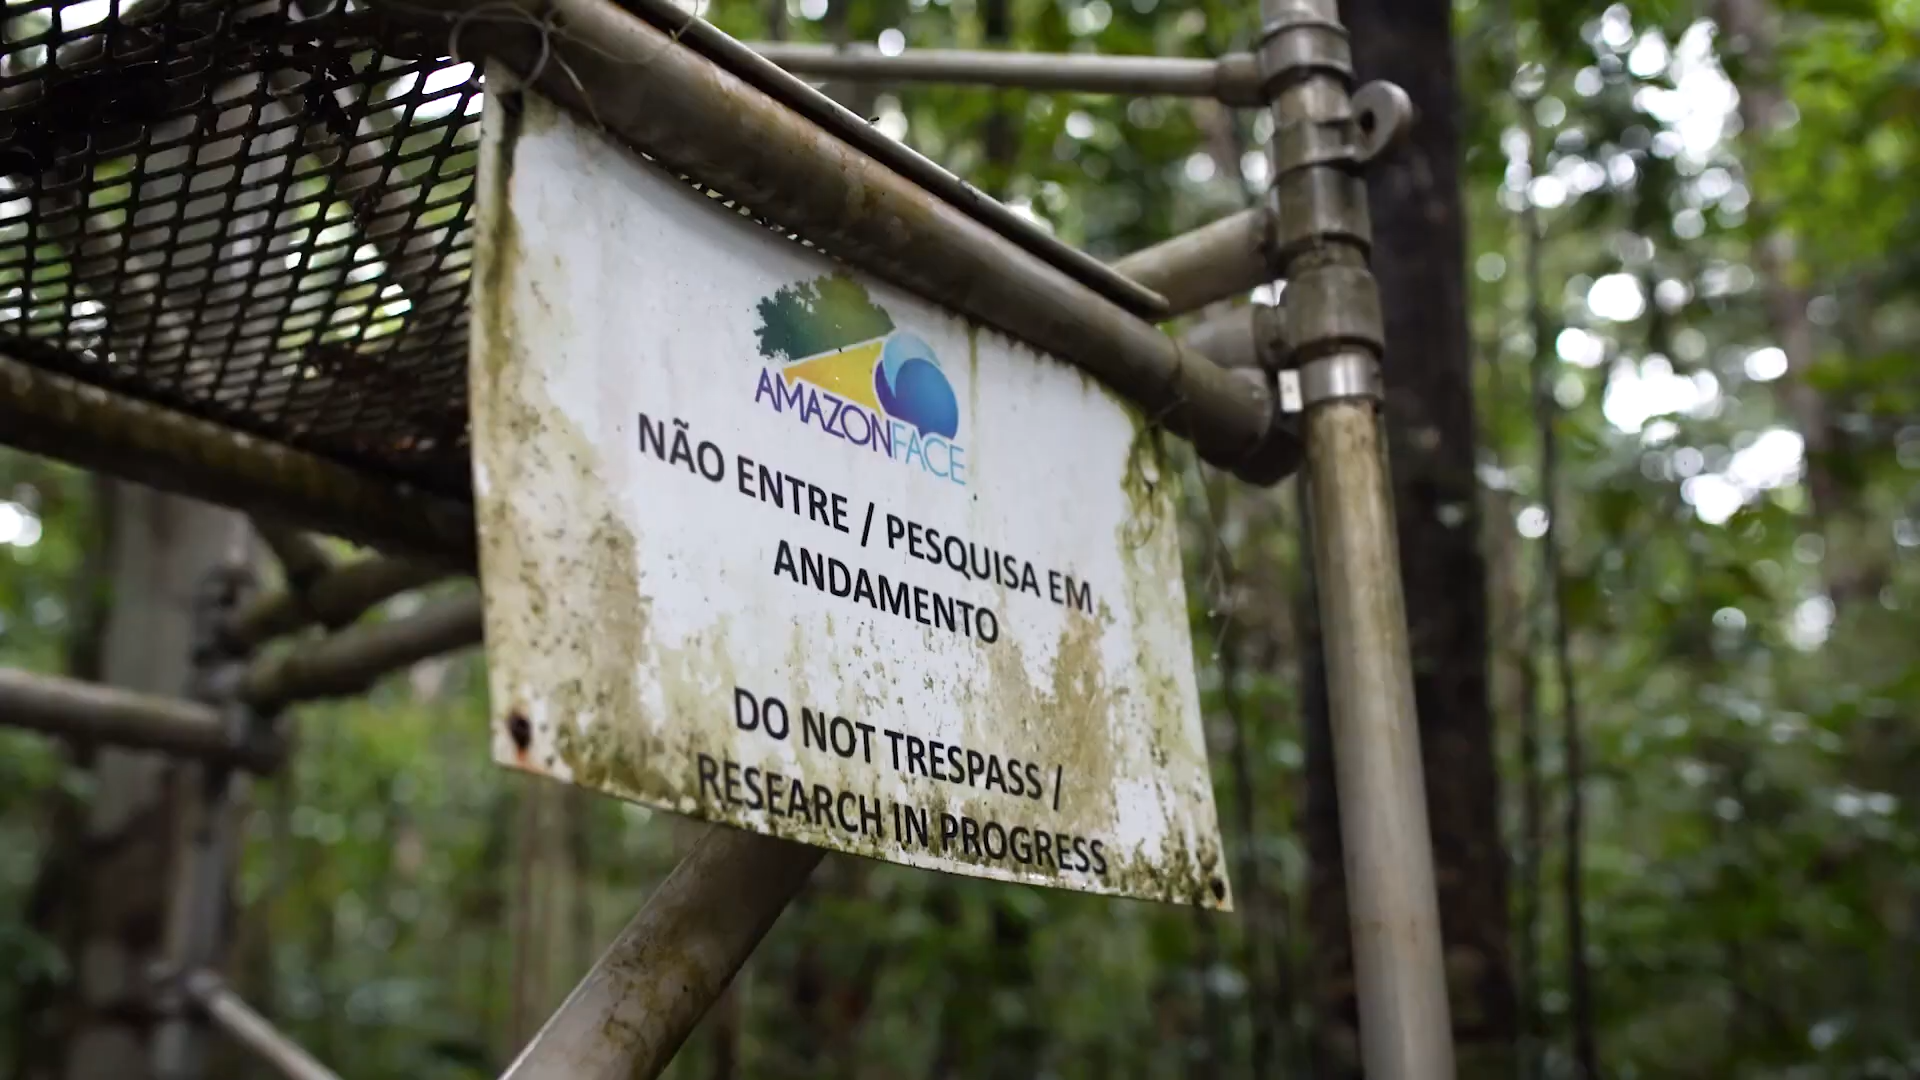 AMAZONFACE
NÃO ENTRE / PESQUISA EM
ANDAMENTO
DO NOT TRESPASS /
RESEARCH IN PROGRESS